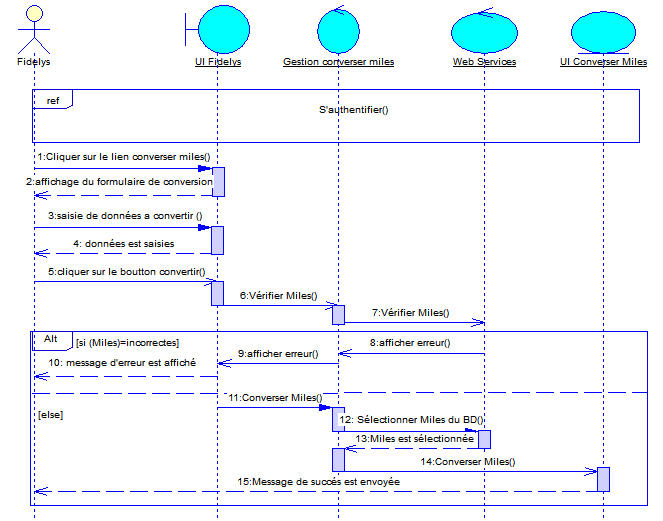 Fidelys
UI Fidelys
Gestion converser miles
Web Services
UI Converser Miles
ref
S'authentifier()
1:Cliquer sur le lien converser miles()
2:affichage du formulaire de conversion
3:saisie de données a convertir ()
4: données est saisies
5:cliquer sur le boutton convertir()
6:Vérifier Miles()
7:Vérifier Miles()
Alt
[si (Miles)=incorrectes]
8:afficher erreur()
9:afficher erreur()
10: message d'erreur est affiché
11:Converser Miles()
[else]
12: Sélectionner Miles du BD()
13:Miles est sélectionnée
14:Converser Miles()
15:Message de succés est envoyée